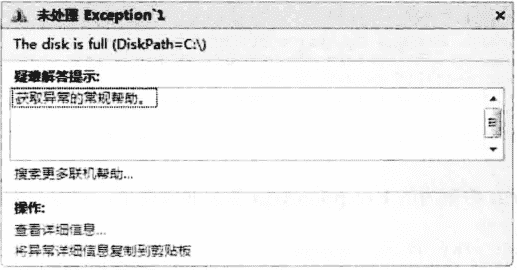 未处理 Exception`1
The disk is full (DiskPath=C:\)
疑难解答提示:
获取异常的常规帮助。
搜索更多联机帮助...
操作:
查看详细信息...
将异常详细信息复制到剪贴板